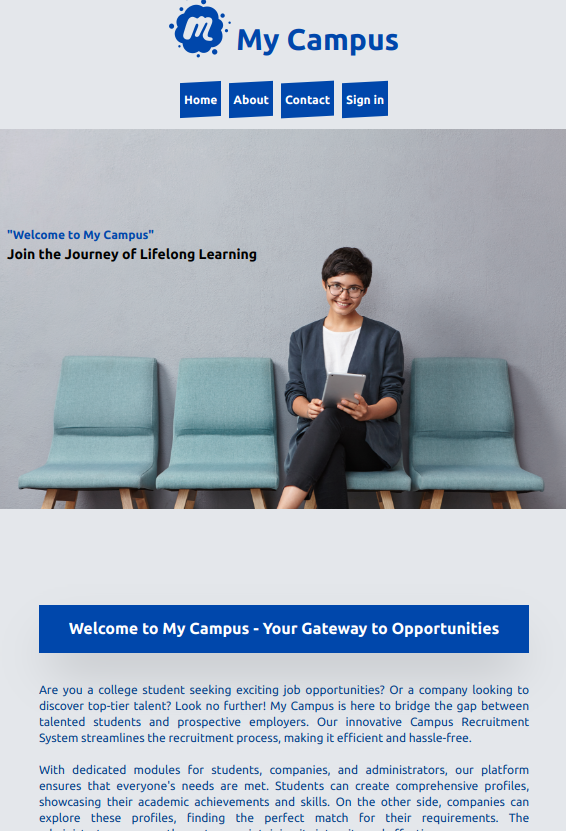 m My Campus
Home About Contact Sign in
"Welcome to My Campus"
Join the Journey of Lifelong Learning
Welcome to My Campus - Your Gateway to Opportunities
Are you a college student seeking exciting job opportunities? Or a company looking to
discover top-tier talent? Look no further! My Campus is here to bridge the gap between
talented students and prospective employers. Our innovative Campus Recruitment
System streamlines the recruitment process, making it efficient and hassle-free.
With dedicated modules for students, companies, and administrators, our platform
ensures that everyone's needs are met. Students can create comprehensive profiles,
showcasing their academic achievements and skills. On the other side, companies can
explore these profiles, finding the perfect match for their requirements. The